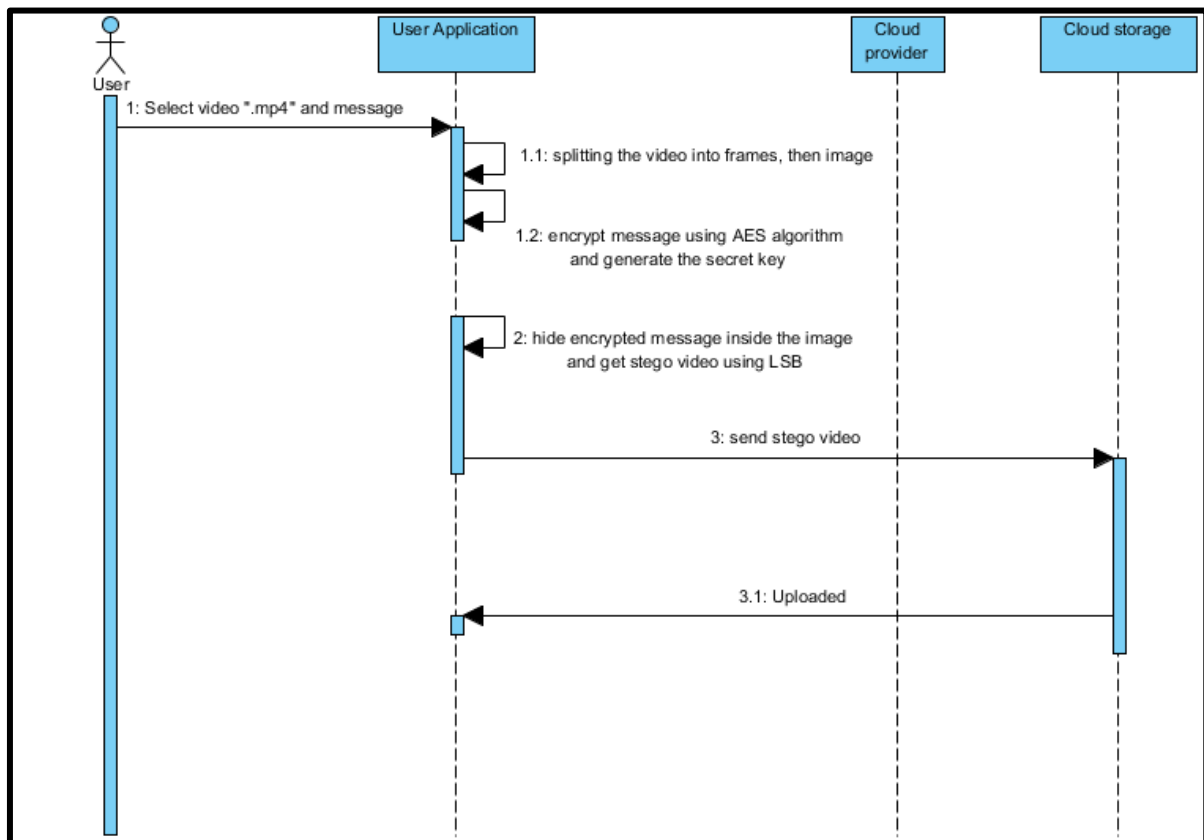 User Application
Cloud
provider
Cloud storage
User
1: Select video ".mp4" and message
1.1: splitting the video into frames, then image
1.2: encrypt message using AES algorithm
and generate the secret key
2: hide encrypted message inside the image
and get stego video using LSB
3: send stego video
3.1: Uploaded